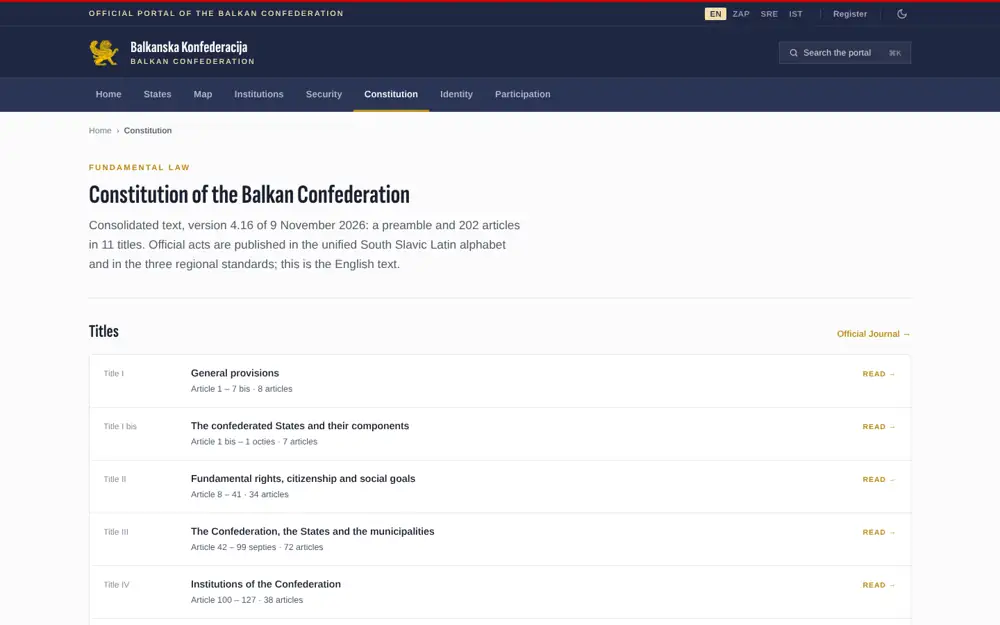 OFFICIAL PORTAL OF THE BALKAN CONFEDERATION
EN ZAP SRE IST Register
Balkanska Konfederacija
BALKAN CONFEDERATION
Search the portal ⌘K
Home States Map Institutions Security Constitution Identity Participation
Home › Constitution
FUNDAMENTAL LAW
Constitution of the Balkan Confederation
Consolidated text, version 4.16 of 9 November 2026: a preamble and 202 articles
in 11 titles. Official acts are published in the unified South Slavic Latin alphabet
and in the three regional standards; this is the English text.
Titles
Official Journal →
Title I General provisions READ →
Article 1 – 7 bis · 8 articles
Title I bis The confederated States and their components READ →
Article 1 bis – 1 octies · 7 articles
Title II Fundamental rights, citizenship and social goals READ →
Article 8 – 41 · 34 articles
Title III The Confederation, the States and the municipalities READ →
Article 42 – 99 septies · 72 articles
Title IV Institutions of the Confederation READ →
Article 100 – 127 · 38 articles